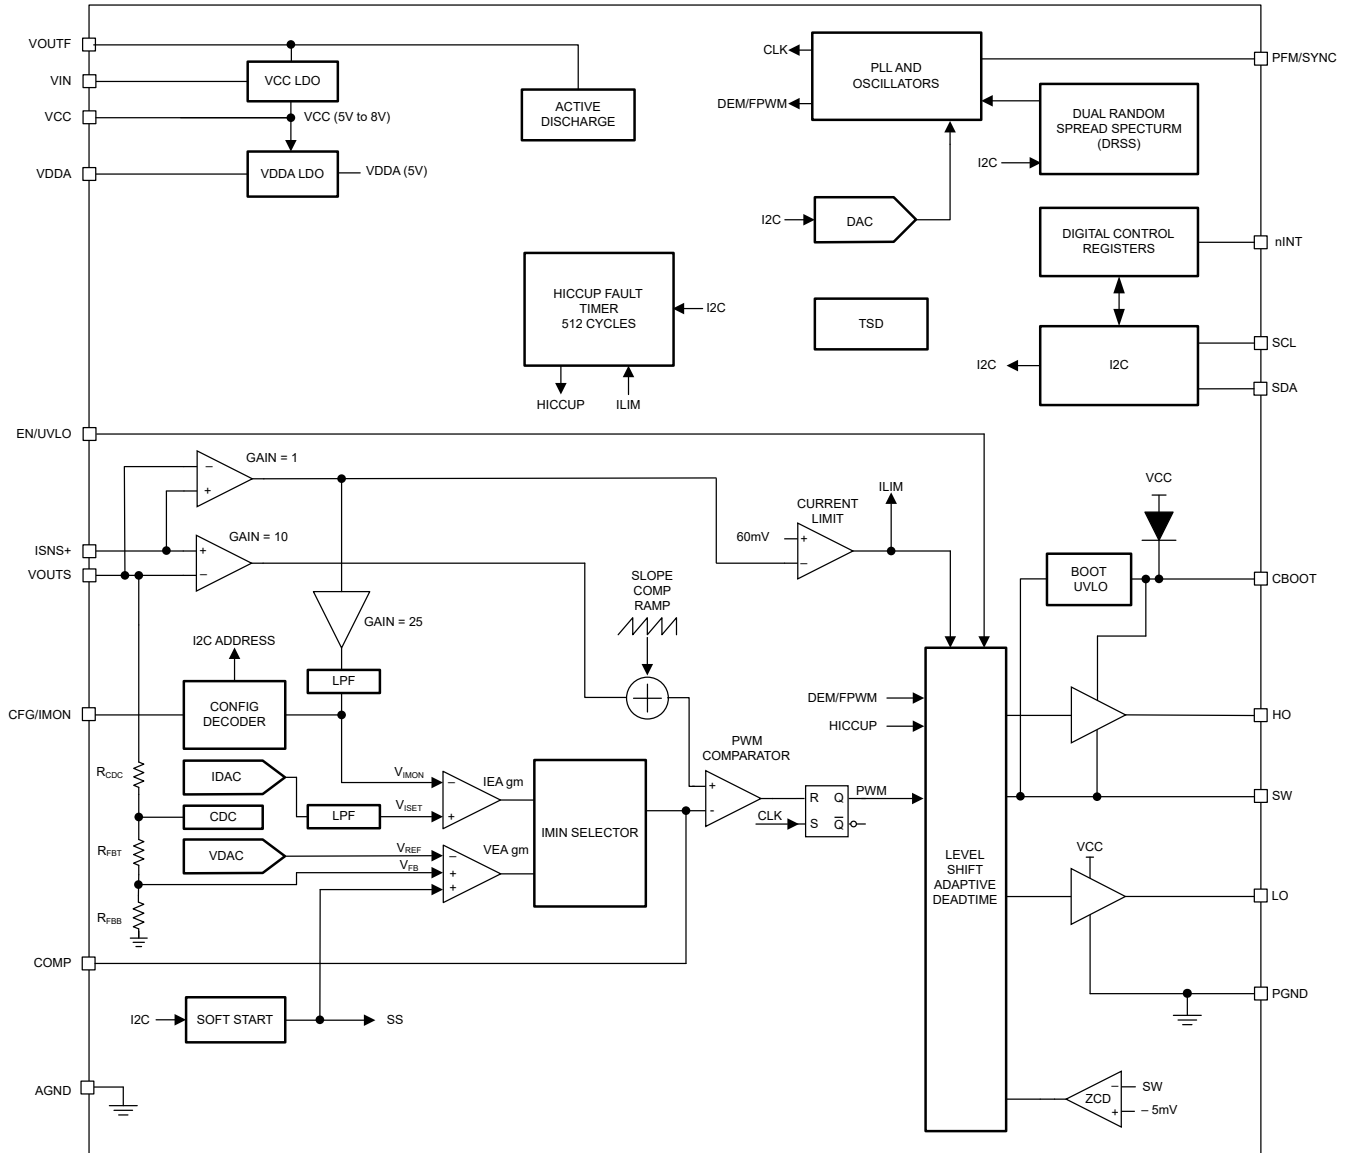 VOUTF
VIN
VCC
VDDA
VCC LDO
VCC (5V to 8V)
VDDA LDO
VDDA (5V)
ACTIVE
DISCHARGE
CLK
DEM/FPWM
PLL AND
OSCILLATORS
PFM/SYNC
DUAL RANDOM
SPREAD SPECTURM
(DRSS)
I2C
I2C
DAC
DIGITAL CONTROL
REGISTERS
nINT
HICCUP FAULT
TIMER
512 CYCLES
I2C
HICCUP
ILIM
TSD
I2C
I2C
SCL
SDA
EN/UVLO
GAIN = 1
−
+
ISNS+
VOUTS
GAIN = 10
+
−
GAIN = 25
LPF
SLOPE
COMP
RAMP
60mV
CURRENT
LIMIT
+
−
ILIM
VCC
BOOT
UVLO
CBOOT
I2C ADDRESS
CFG/IMON
CONFIG
DECODER
DEM/FPWM
HICCUP
HO
PWM
COMPARATOR
RCDC
IDAC
LPF
CDC
VIMON
VISET
−
+
IEA gm
IMIN SELECTOR
+
-
R
Q
S
Q̅
CLK
PWM
SW
RFBT
VDAC
VREF
VFB
−
+
+
VEA gm
RFBB
LEVEL
SHIFT
ADAPTIVE
DEADTIME
VCC
LO
COMP
PGND
I2C
SOFT START
SS
AGND
ZCD
−
+
SW
– 5mV